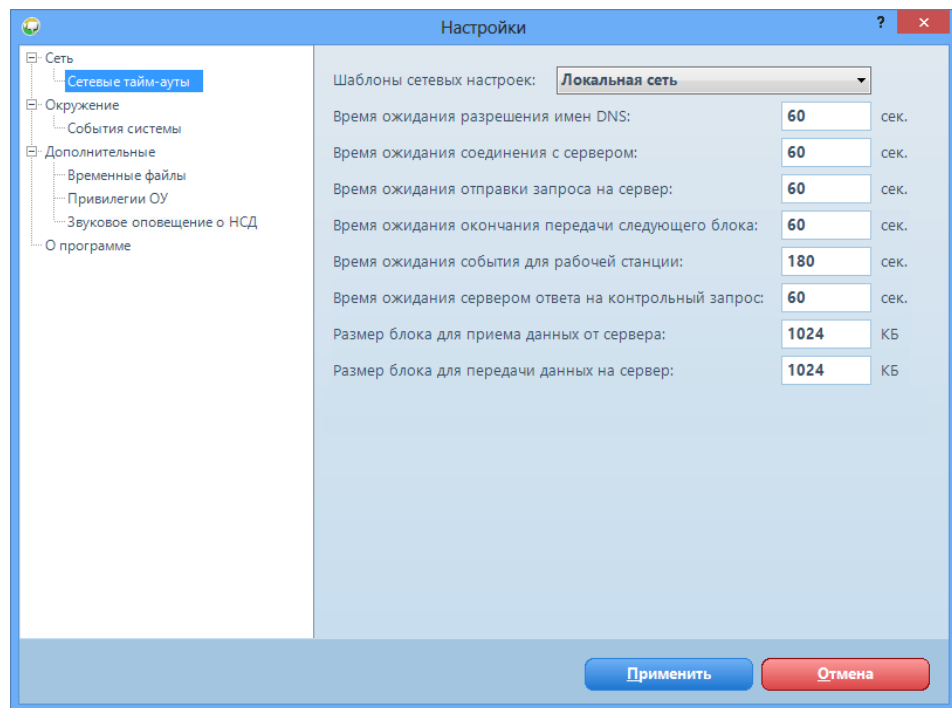 Настройки
?
Сеть
Сетевые тайм-ауты
Окружение
События системы
Дополнительные
Временные файлы
Привилегии ОУ
Звуковое оповещение о НСД
О программе
Шаблоны сетевых настроек: Локальная сеть
Время ожидания разрешения имен DNS: 60 сек.
Время ожидания соединения с сервером: 60 сек.
Время ожидания отправки запроса на сервер: 60 сек.
Время ожидания окончания передачи следующего блока: 60 сек.
Время ожидания события для рабочей станции: 180 сек.
Время ожидания сервером ответа на контрольный запрос: 60 сек.
Размер блока для приема данных от сервера: 1024 КБ
Размер блока для передачи данных на сервер: 1024 КБ
Применить
Отмена